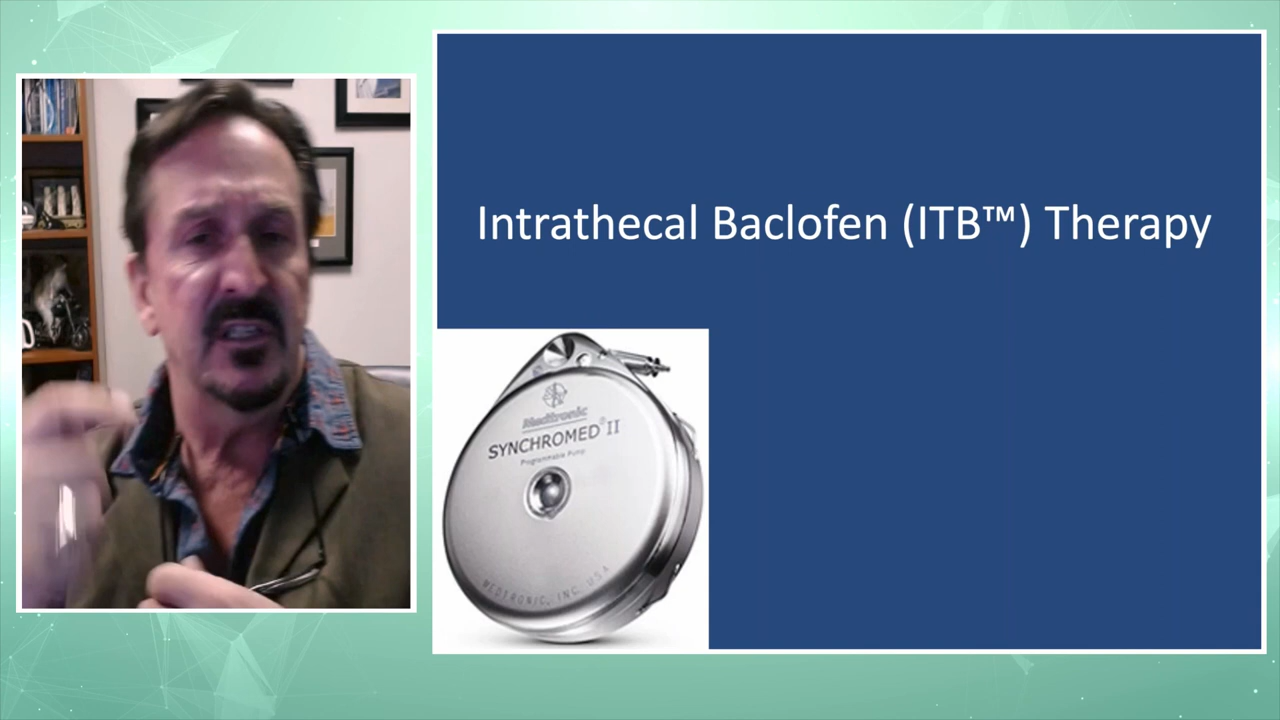 Intrathecal Baclofen (ITB™) Therapy
Medtronic
SYNCHROMED® II
Programmable Pump
MEDTRONIC, INC. USA